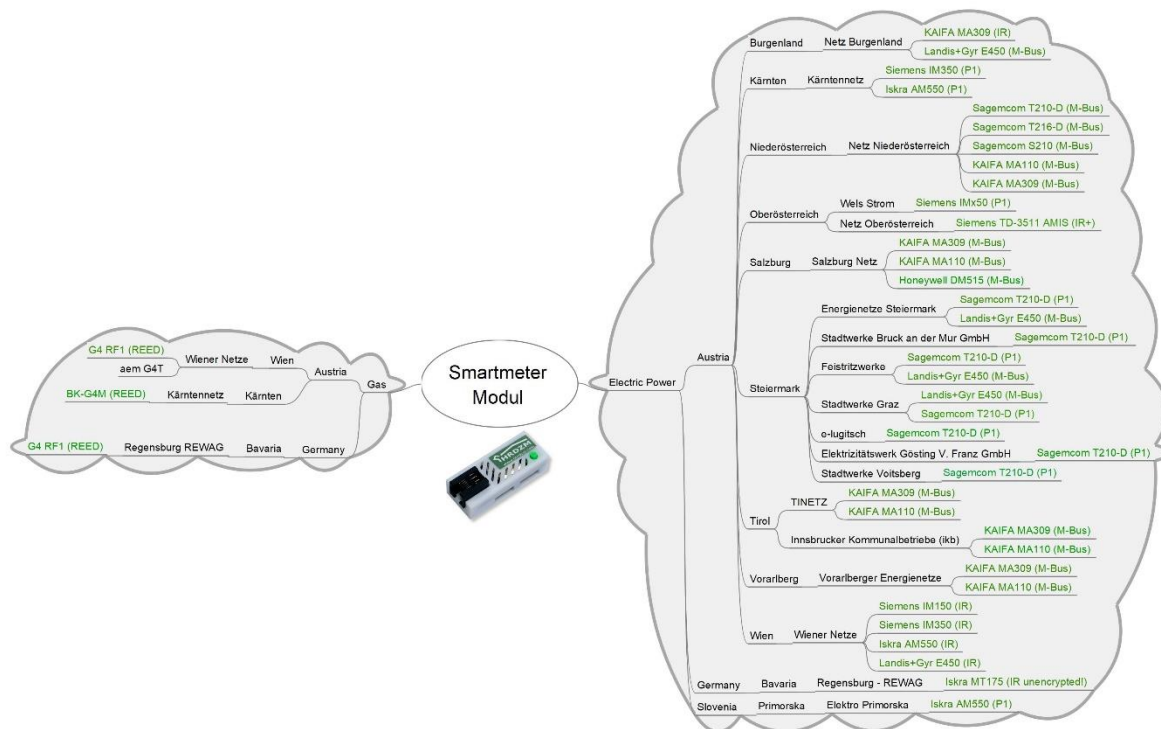 Smartmeter
Modul
HRDZM
Gas
Austria
Wien
Wiener Netze
G4 RF1 (REED)
aem G4T
Kärnten
Kärntennetz
BK-G4M (REED)
Germany
Bavaria
Regensburg REWAG
G4 RF1 (REED)
Electric Power
Austria
Burgenland
Netz Burgenland
KAIFA MA309 (IR)
Landis+Gyr E450 (M-Bus)
Kärnten
Kärntennetz
Siemens IM350 (P1)
Iskra AM550 (P1)
Niederösterreich
Netz Niederösterreich
Sagemcom T210-D (M-Bus)
Sagemcom T216-D (M-Bus)
Sagemcom S210 (M-Bus)
KAIFA MA110 (M-Bus)
KAIFA MA309 (M-Bus)
Oberösterreich
Wels Strom
Siemens IMx50 (P1)
Netz Oberösterreich
Siemens TD-3511 AMIS (IR+)
Salzburg
Salzburg Netz
KAIFA MA309 (M-Bus)
KAIFA MA110 (M-Bus)
Honeywell DM515 (M-Bus)
Steiermark
Energienetze Steiermark
Sagemcom T210-D (P1)
Landis+Gyr E450 (M-Bus)
Stadtwerke Bruck an der Mur GmbH
Sagemcom T210-D (P1)
Feistritzwerke
Sagemcom T210-D (P1)
Landis+Gyr E450 (M-Bus)
Stadtwerke Graz
Landis+Gyr E450 (M-Bus)
Sagemcom T210-D (P1)
e-lugitsch
Sagemcom T210-D (P1)
Elektrizitätswerk Gösting V. Franz GmbH
Sagemcom T210-D (P1)
Stadtwerke Voitsberg
Sagemcom T210-D (P1)
Tirol
TINETZ
KAIFA MA309 (M-Bus)
KAIFA MA110 (M-Bus)
Innsbrucker Kommunalbetriebe (ikb)
KAIFA MA309 (M-Bus)
KAIFA MA110 (M-Bus)
Vorarlberg
Vorarlberger Energienetze
KAIFA MA309 (M-Bus)
KAIFA MA110 (M-Bus)
Wien
Wiener Netze
Siemens IM150 (IR)
Siemens IM350 (IR)
Iskra AM550 (IR)
Landis+Gyr E450 (IR)
Germany
Bavaria
Regensburg - REWAG
Iskra MT175 (IR unencrypted!)
Slovenia
Primorska
Elektro Primorska
Iskra AM550 (P1)